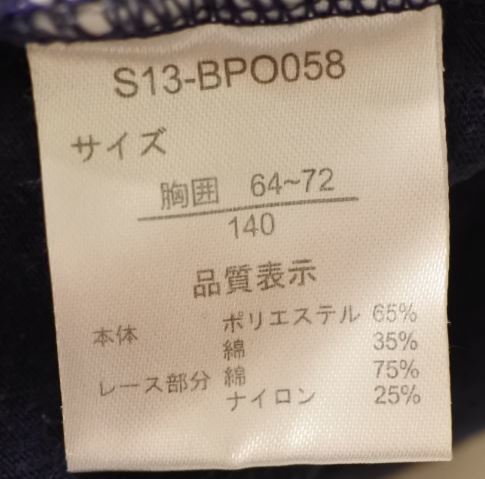 S13-BPO058
サイズ
胸囲 64~72
140
品質表示
本体 ポリエステル 65%
綿 35%
レース部分 綿 75%
ナイロン 25%